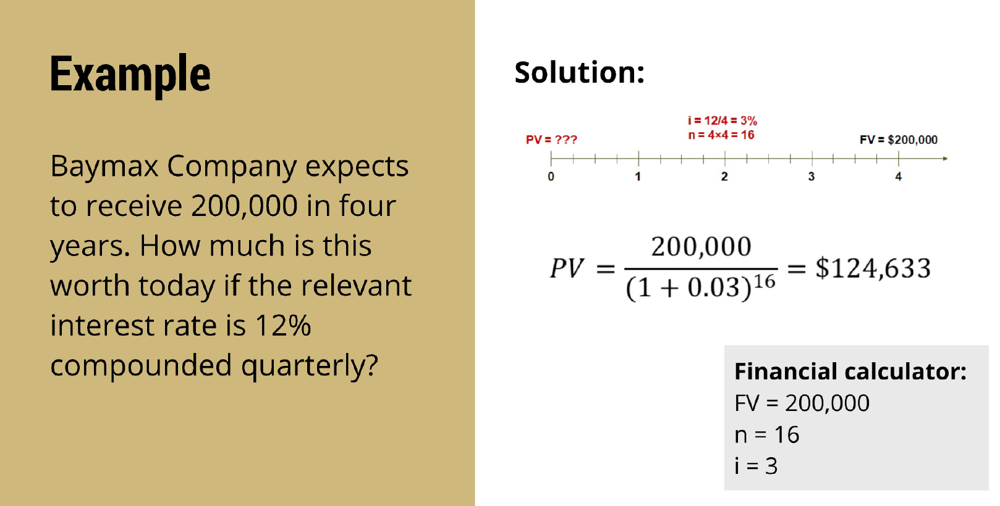 Example
Baymax Company expects
to receive 200,000 in four
years. How much is this
worth today if the relevant
interest rate is 12%
compounded quarterly?
Solution:
i = 12/4 = 3%
n = 4×4 = 16
PV = ???
FV = $200,000
0 1 2 3 4
PV = 200,000 / (1 + 0.03)^16 = $124,633
Financial calculator:
FV = 200,000
n = 16
i = 3